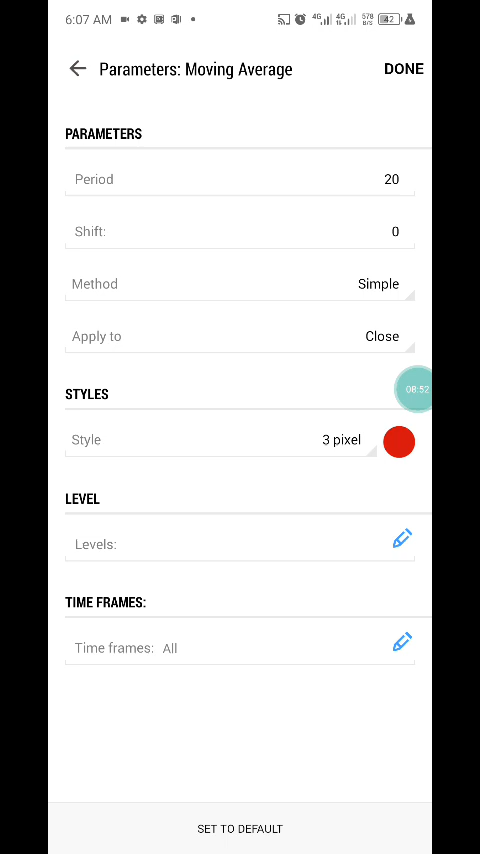 6:07 AM 4G 4G 578 B/S 42
Parameters: Moving Average DONE
PARAMETERS
Period 20
Shift: 0
Method Simple
Apply to Close
08:52
STYLES
Style 3 pixel
LEVEL
Levels:
TIME FRAMES:
Time frames: All
SET TO DEFAULT